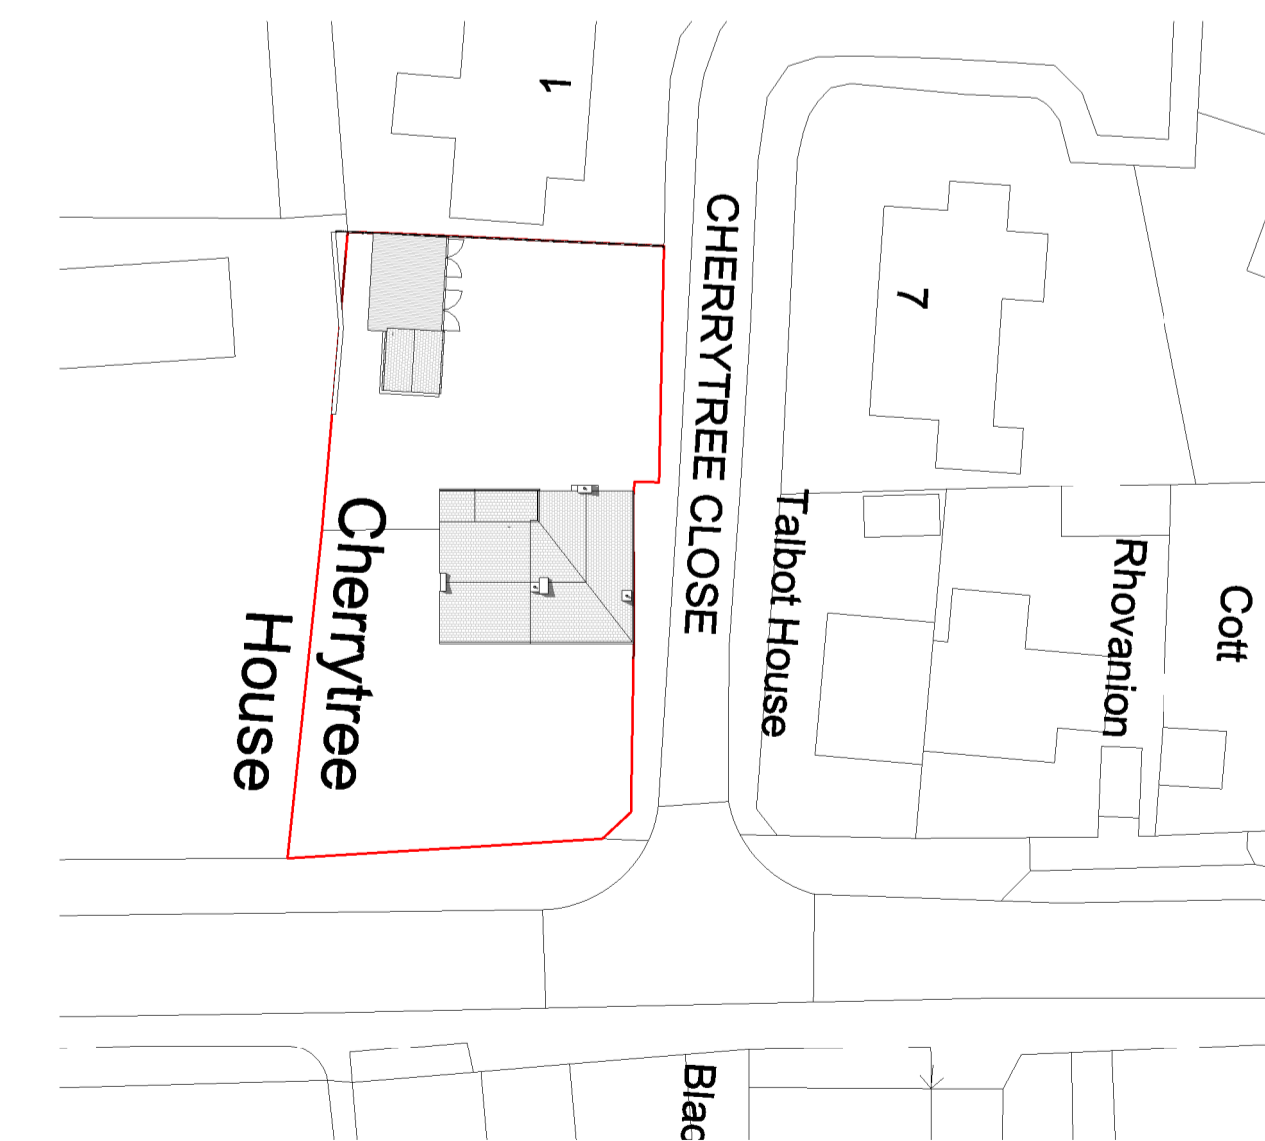 1
CHERRYTREE CLOSE
7
Cherrytree
House
Talbot House
Rhovanion
Cott
Blac